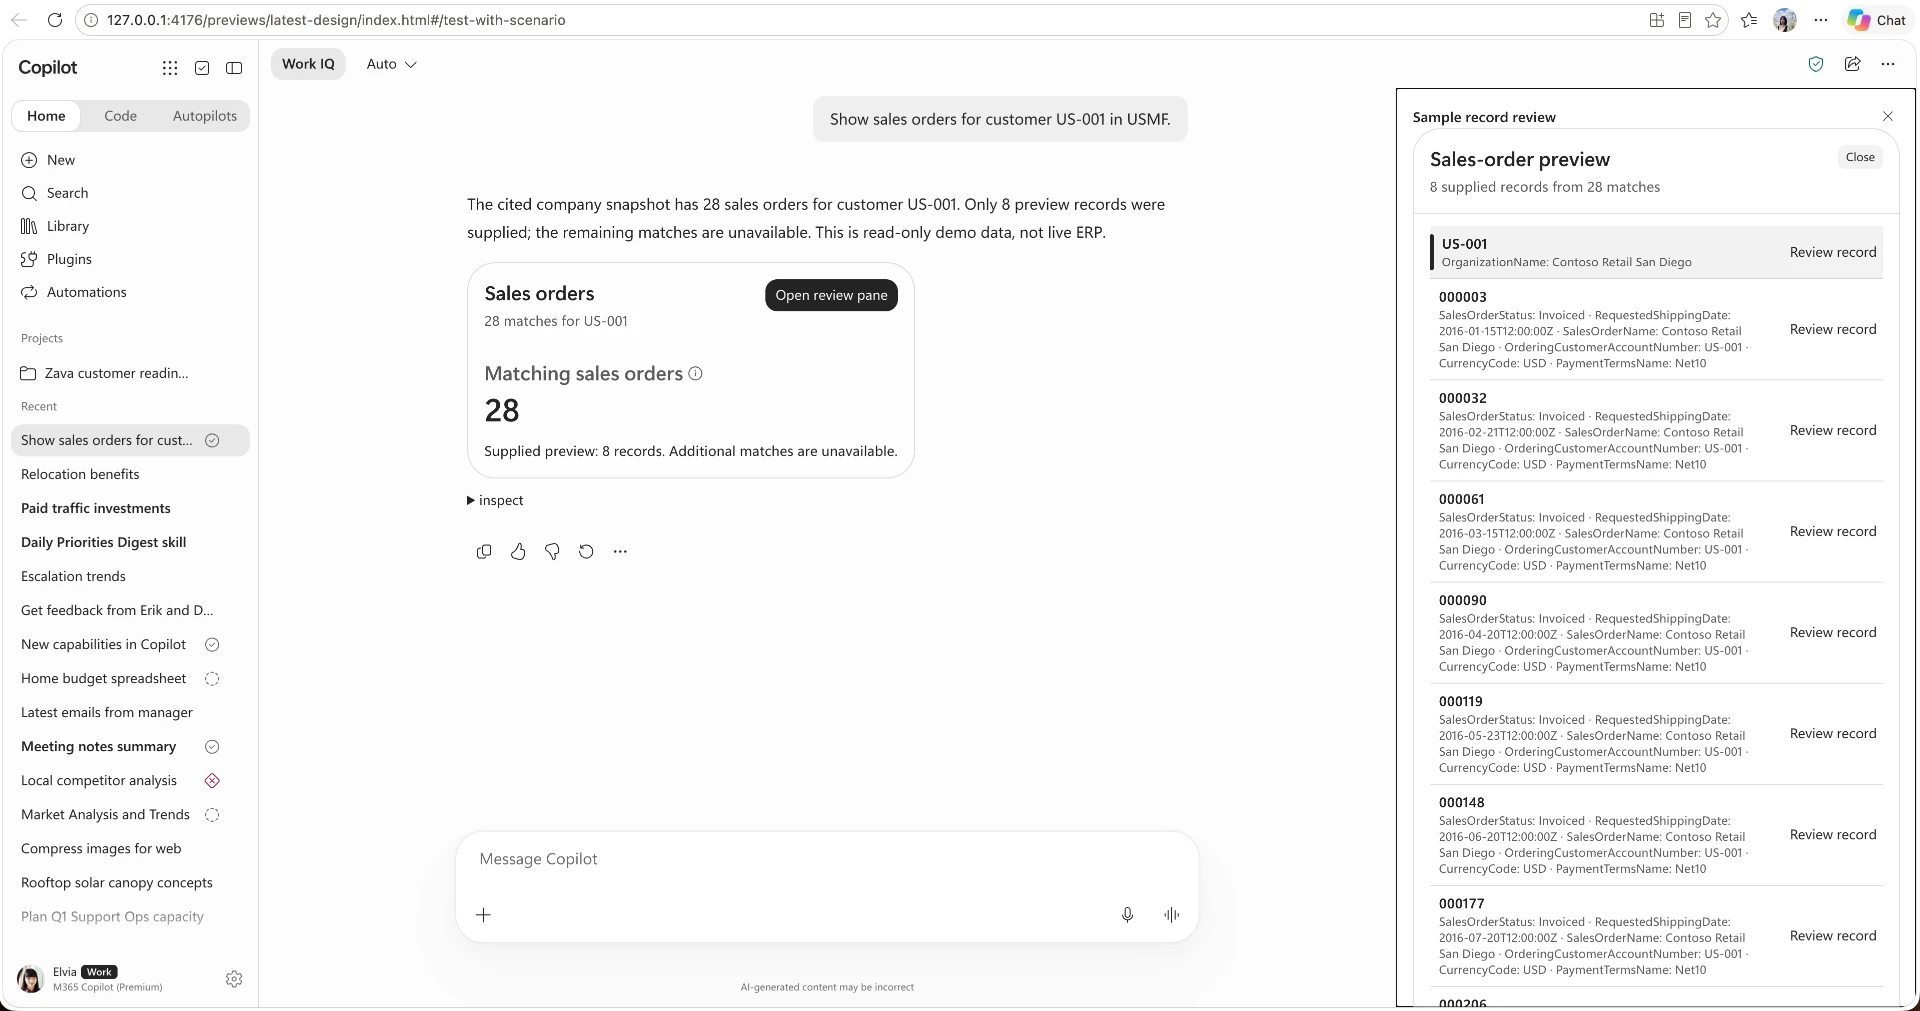 127.0.0.1:4176/previews/latest-design/index.html#/test-with-scenario
Chat
Copilot
Home
Code
Autopilots
New
Search
Library
Plugins
Automations
Projects
Zava customer readin...
Recent
Show sales orders for cust...
Relocation benefits
Paid traffic investments
Daily Priorities Digest skill
Escalation trends
Get feedback from Erik and D...
New capabilities in Copilot
Home budget spreadsheet
Latest emails from manager
Meeting notes summary
Local competitor analysis
Market Analysis and Trends
Compress images for web
Rooftop solar canopy concepts
Plan Q1 Support Ops capacity
Elvia Work
M365 Copilot (Premium)
Work IQ
Auto
Show sales orders for customer US-001 in USMF.
The cited company snapshot has 28 sales orders for customer US-001. Only 8 preview records were
supplied; the remaining matches are unavailable. This is read-only demo data, not live ERP.
Sales orders
Open review pane
28 matches for US-001
Matching sales orders
28
Supplied preview: 8 records. Additional matches are unavailable.
inspect
Message Copilot
AI-generated content may be incorrect
Sample record review
Sales-order preview
Close
8 supplied records from 28 matches
US-001
OrganizationName: Contoso Retail San Diego
Review record
000003
SalesOrderStatus: Invoiced · RequestedShippingDate:
2016-01-15T12:00:00Z · SalesOrderName: Contoso Retail
San Diego · OrderingCustomerAccountNumber: US-001 ·
CurrencyCode: USD · PaymentTermsName: Net10
Review record
000032
SalesOrderStatus: Invoiced · RequestedShippingDate:
2016-02-21T12:00:00Z · SalesOrderName: Contoso Retail
San Diego · OrderingCustomerAccountNumber: US-001 ·
CurrencyCode: USD · PaymentTermsName: Net10
Review record
000061
SalesOrderStatus: Invoiced · RequestedShippingDate:
2016-03-15T12:00:00Z · SalesOrderName: Contoso Retail
San Diego · OrderingCustomerAccountNumber: US-001 ·
CurrencyCode: USD · PaymentTermsName: Net10
Review record
000090
SalesOrderStatus: Invoiced · RequestedShippingDate:
2016-04-20T12:00:00Z · SalesOrderName: Contoso Retail
San Diego · OrderingCustomerAccountNumber: US-001 ·
CurrencyCode: USD · PaymentTermsName: Net10
Review record
000119
SalesOrderStatus: Invoiced · RequestedShippingDate:
2016-05-23T12:00:00Z · SalesOrderName: Contoso Retail
San Diego · OrderingCustomerAccountNumber: US-001 ·
CurrencyCode: USD · PaymentTermsName: Net10
Review record
000148
SalesOrderStatus: Invoiced · RequestedShippingDate:
2016-06-20T12:00:00Z · SalesOrderName: Contoso Retail
San Diego · OrderingCustomerAccountNumber: US-001 ·
CurrencyCode: USD · PaymentTermsName: Net10
Review record
000177
SalesOrderStatus: Invoiced · RequestedShippingDate:
2016-07-20T12:00:00Z · SalesOrderName: Contoso Retail
San Diego · OrderingCustomerAccountNumber: US-001 ·
CurrencyCode: USD · PaymentTermsName: Net10
Review record
000206